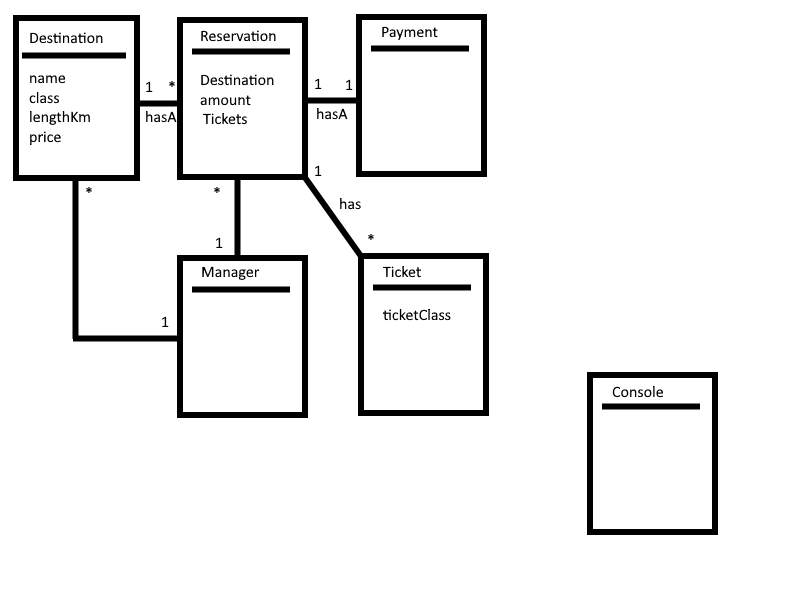 Destination
name
class
lengthKm
price
1 *
hasA
Reservation
Destination
amount
Tickets
1 1
hasA
Payment
1
has
*
*
1
*
1
Manager
Ticket
ticketClass
Console